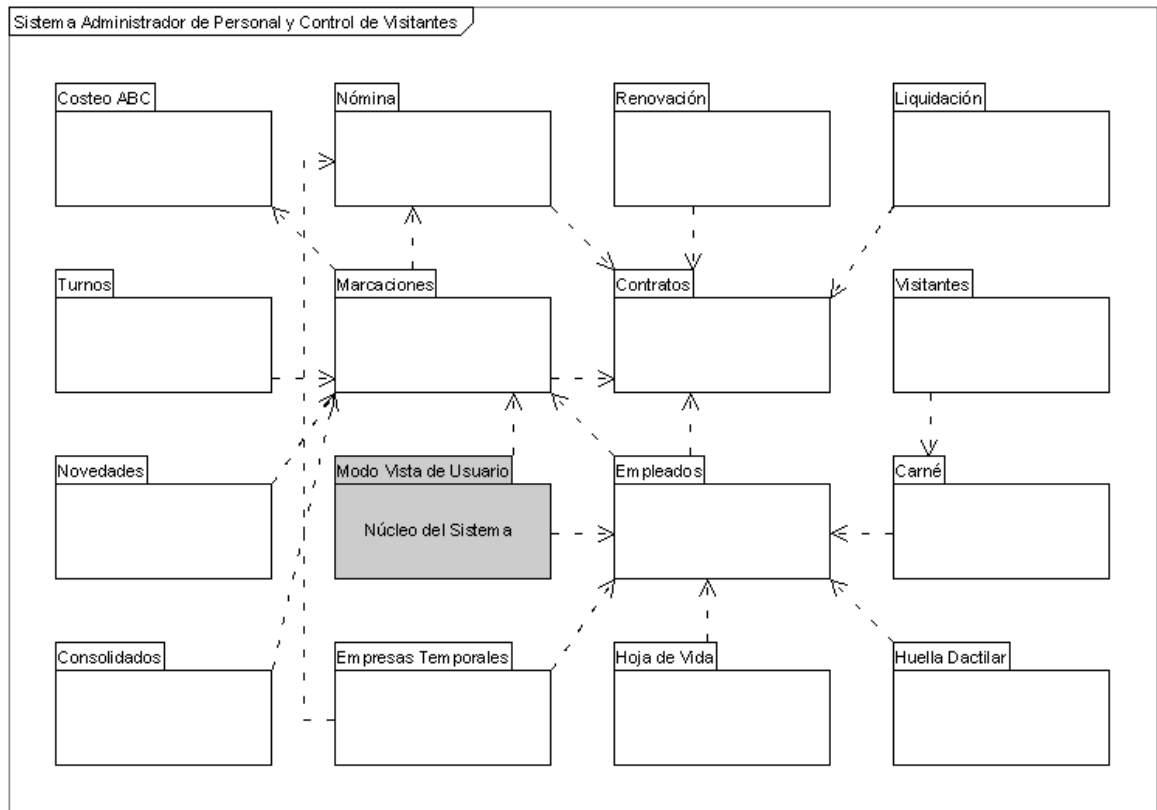 Sistema Administrador de Personal y Control de Visitantes
Costeo ABC
Nómina
Renovación
Liquidación
Turnos
Marcaciones
Contratos
Visitantes
Novedades
Modo Vista de Usuario
Núcleo del Sistema
Empleados
Carné
Consolidados
Empresas Temporales
Hoja de Vida
Huella Dactilar